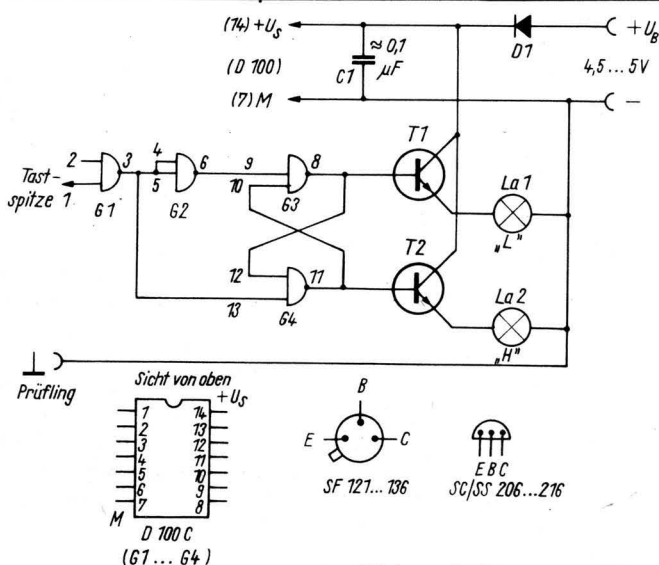 (14) +U_S
D1
+U_B
≈ 0,1
μF
C1
(D 100)
4,5 ... 5V
(7) M
−
T1
2
3
4
5
6
9
10
8
Tast-
spitze 1
G1
G2
G3
La 1
„L“
T2
12
11
13
G4
La 2
„H“
Prüfling
Sicht von oben
+U_S
1 14
2 13
3 12
4 11
5 10
6 9
7 8
M
D 100 C
(G1 ... G4)
B
E
C
SF 121 ... 136
E B C
SC/SS 206 ... 216